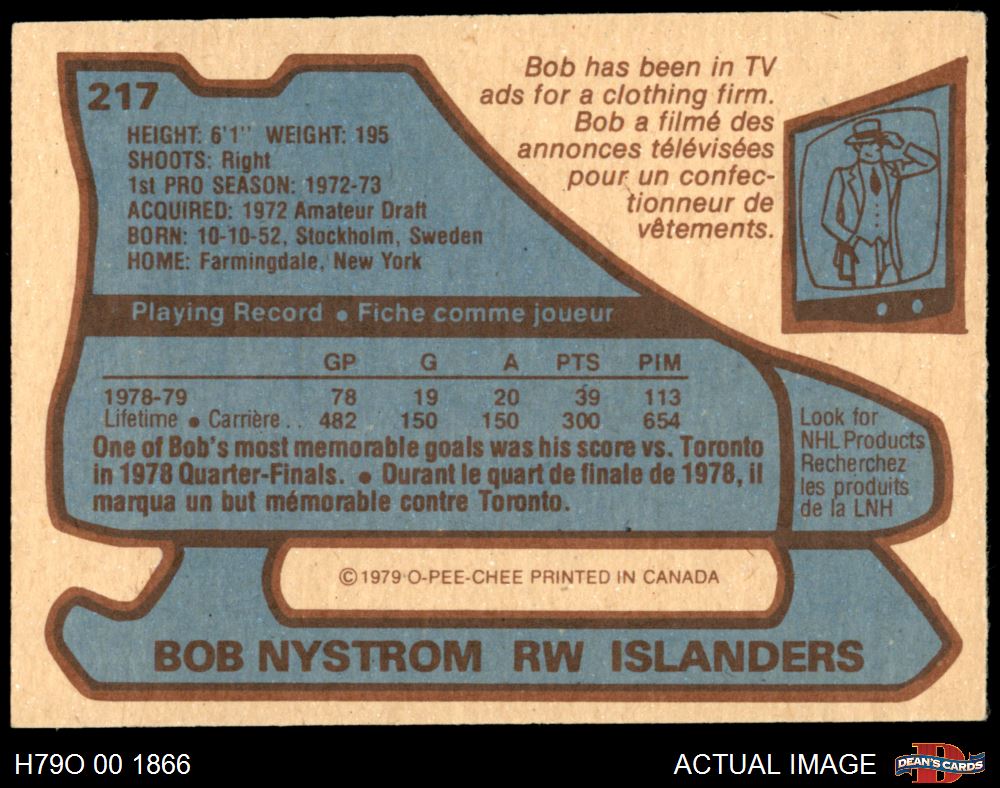 217
HEIGHT: 6'1" WEIGHT: 195
SHOOTS: Right
1st PRO SEASON: 1972-73
ACQUIRED: 1972 Amateur Draft
BORN: 10-10-52, Stockholm, Sweden
HOME: Farmingdale, New York
Bob has been in TV
ads for a clothing firm.
Bob a filmé des
annonces télévisées
pour un confec-
tionneur de
vêtements.
Playing Record • Fiche comme joueur
GP G A PTS PIM
1978-79 78 19 20 39 113
Lifetime • Carrière . . 482 150 150 300 654
One of Bob's most memorable goals was his score vs. Toronto
in 1978 Quarter-Finals. • Durant le quart de finale de 1978, il
marqua un but mémorable contre Toronto.
Look for
NHL Products
Recherchez
les produits
de la LNH
© 1979 O-PEE-CHEE PRINTED IN CANADA
BOB NYSTROM RW ISLANDERS
H79O 00 1866
ACTUAL IMAGE
DEAN'S CARDS